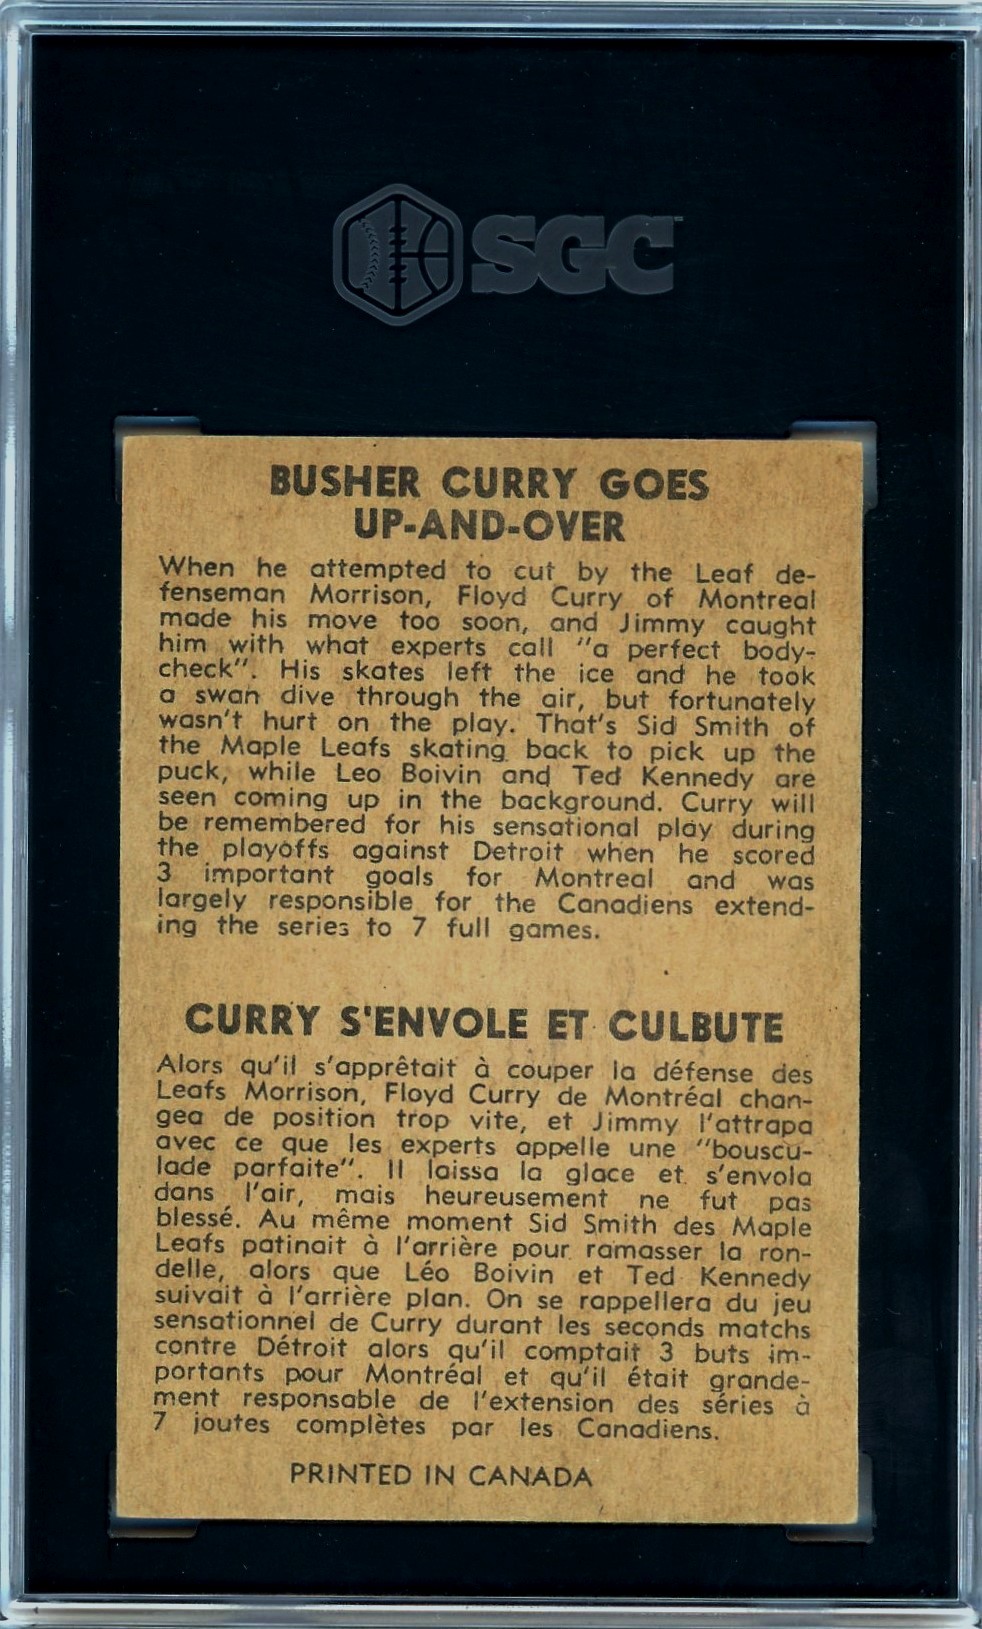 SGC
BUSHER CURRY GOES
UP-AND-OVER
When he attempted to cut by the Leaf de-
fenseman Morrison, Floyd Curry of Montreal
made his move too soon, and Jimmy caught
him with what experts call "a perfect body-
check". His skates left the ice and he took
a swan dive through the air, but fortunately
wasn't hurt on the play. That's Sid Smith of
the Maple Leafs skating back to pick up the
puck, while Leo Boivin and Ted Kennedy are
seen coming up in the background. Curry will
be remembered for his sensational play during
the playoffs against Detroit when he scored
3 important goals for Montreal and was
largely responsible for the Canadiens extend-
ing the series to 7 full games.
CURRY S'ENVOLE ET CULBUTE
Alors qu'il s'apprêtait à couper la défense des
Leafs Morrison, Floyd Curry de Montréal chan-
gea de position trop vite, et Jimmy l'attrapa
avec ce que les experts appelle une "bouscu-
lade parfaite". Il laissa la glace et s'envola
dans l'air, mais heureusement ne fut pas
blessé. Au même moment Sid Smith des Maple
Leafs patinait à l'arrière pour ramasser la ron-
delle, alors que Léo Boivin et Ted Kennedy
suivait à l'arrière plan. On se rappellera du jeu
sensationnel de Curry durant les seconds matchs
contre Détroit alors qu'il comptait 3 buts im-
portants pour Montréal et qu'il était grande-
ment responsable de l'extension des séries à
7 joutes complètes par les Canadiens.
PRINTED IN CANADA